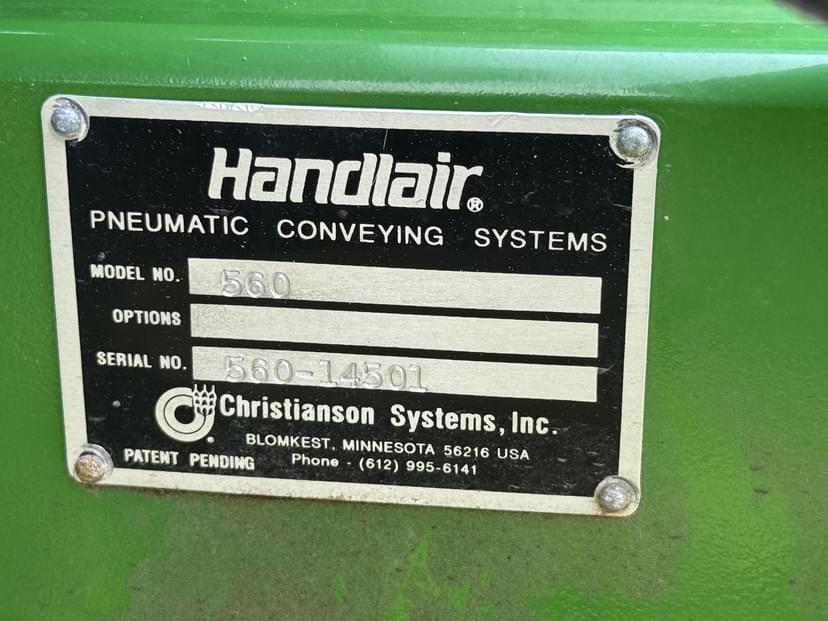 Handlair®
PNEUMATIC CONVEYING SYSTEMS
MODEL NO. 560
OPTIONS
SERIAL NO. 560-14501
Christianson Systems, Inc.
BLOMKEST, MINNESOTA 56216 USA
PATENT PENDING Phone - (612) 995-6141